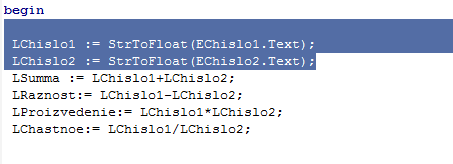 begin
LChislo1 := StrToFloat(EChislo1.Text);
LChislo2 := StrToFloat(EChislo2.Text);
LSumma := LChislo1+LChislo2;
LRaznost:= LChislo1-LChislo2;
LProizvedenie:= LChislo1*LChislo2;
LChastnoe:= LChislo1/LChislo2;